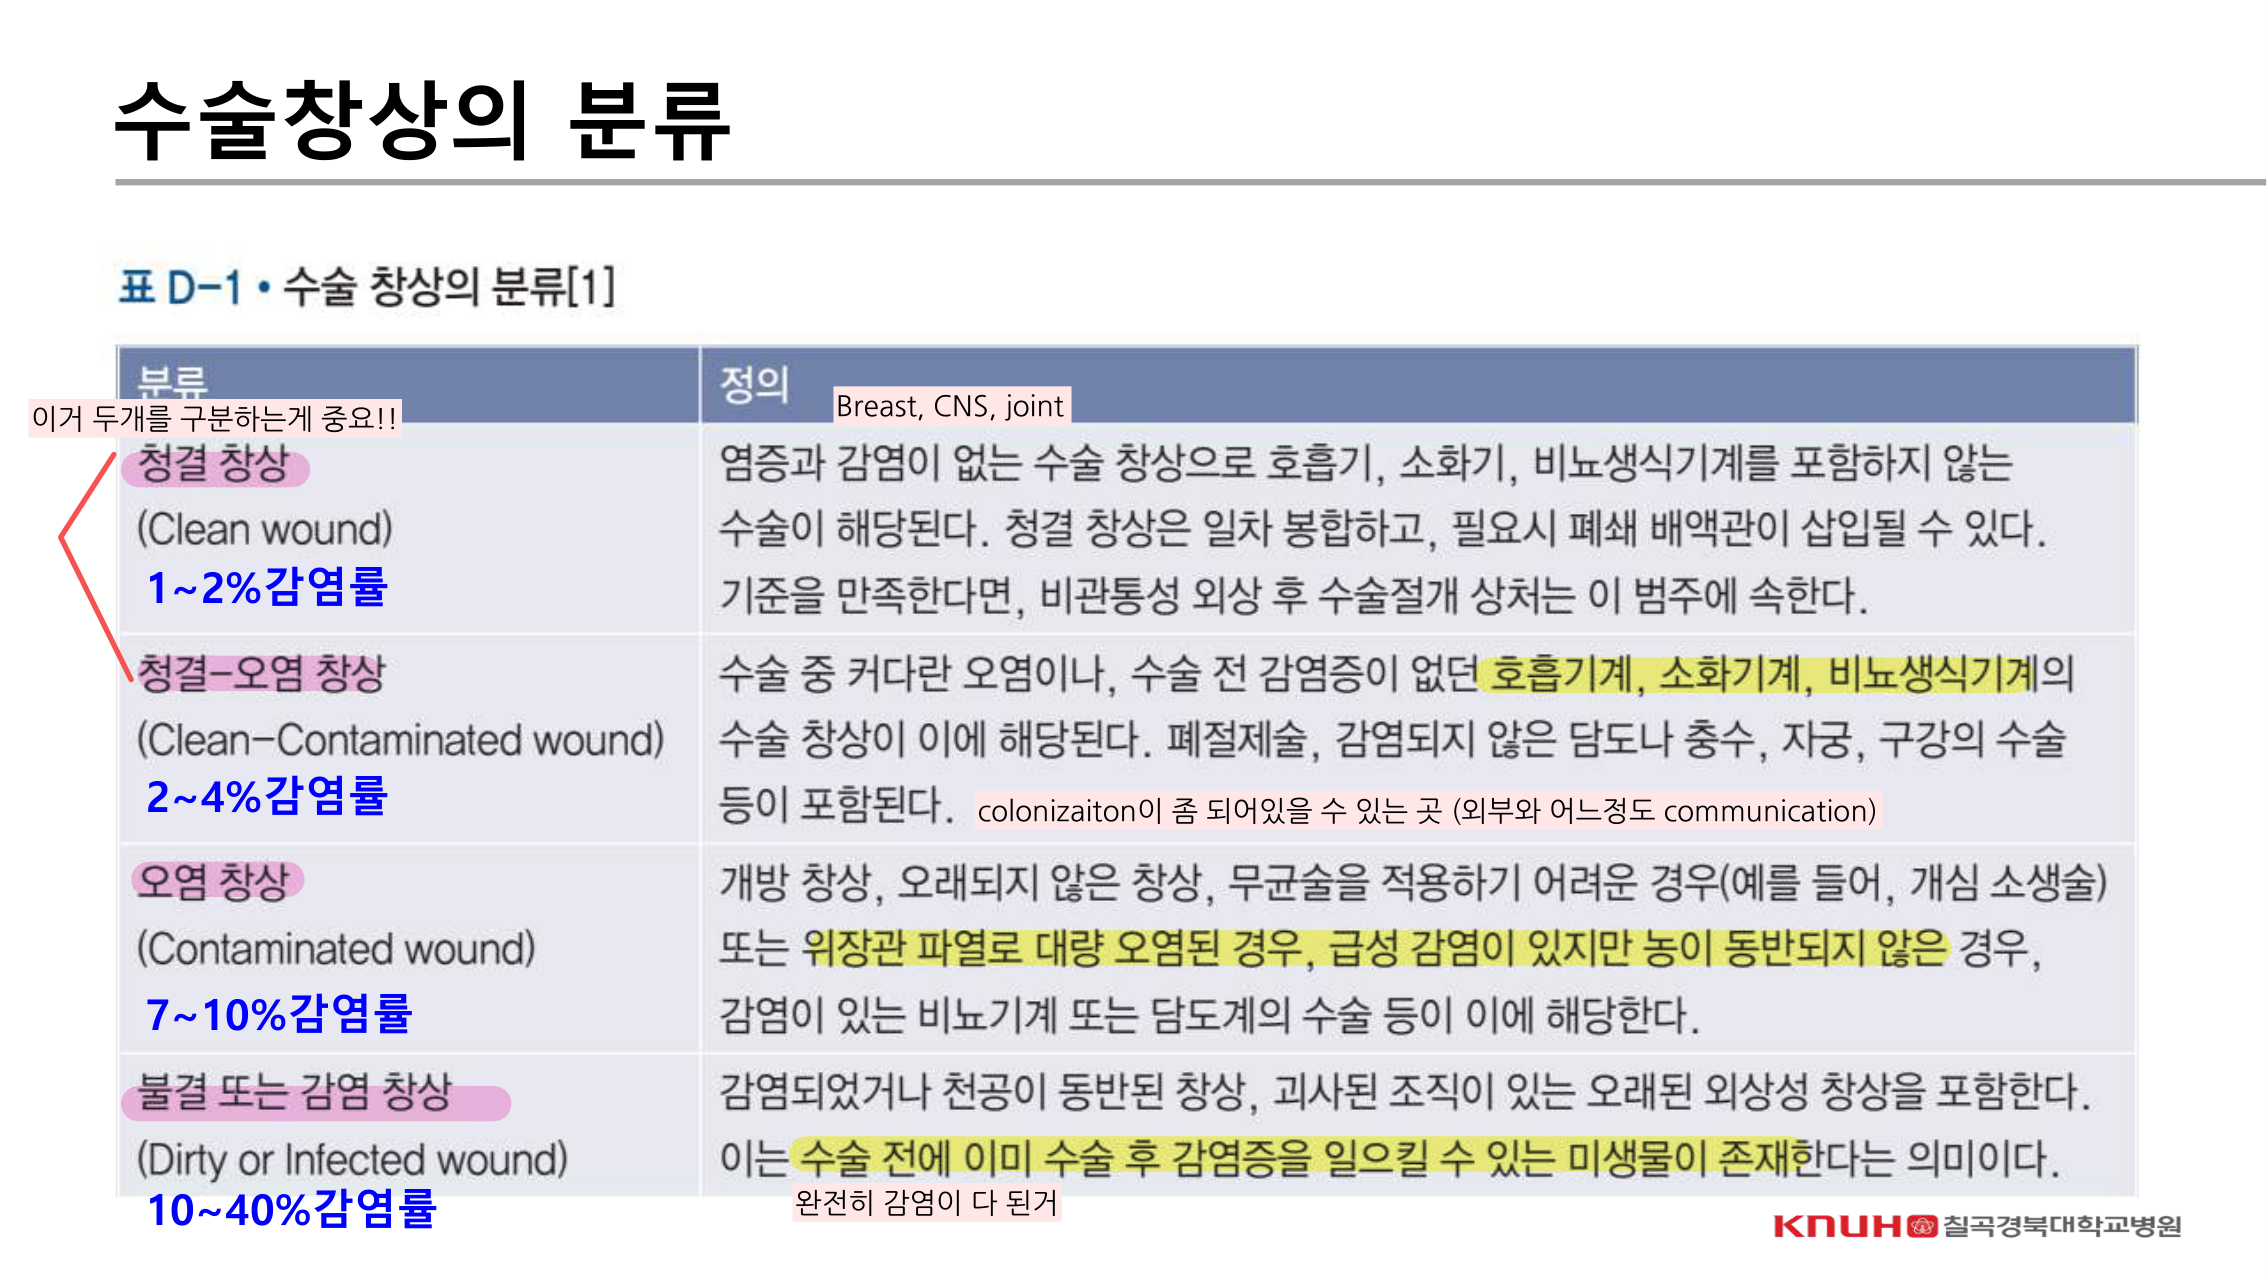 수술창상의 분류
표 D-1 • 수술 창상의 분류[1]
분류
정의
Breast, CNS, joint
이거 두개를 구분하는게 중요!!
청결 창상
(Clean wound)
1~2%감염률
염증과 감염이 없는 수술 창상으로 호흡기, 소화기, 비뇨생식기계를 포함하지 않는
수술이 해당된다. 청결 창상은 일차 봉합하고, 필요시 폐쇄 배액관이 삽입될 수 있다.
기준을 만족한다면, 비관통성 외상 후 수술절개 상처는 이 범주에 속한다.
청결-오염 창상
(Clean-Contaminated wound)
2~4%감염률
수술 중 커다란 오염이나, 수술 전 감염증이 없던 호흡기계, 소화기계, 비뇨생식기계의
수술 창상이 이에 해당된다. 폐절제술, 감염되지 않은 담도나 충수, 자궁, 구강의 수술
등이 포함된다.
colonizaiton이 좀 되어있을 수 있는 곳 (외부와 어느정도 communication)
오염 창상
(Contaminated wound)
7~10%감염률
개방 창상, 오래되지 않은 창상, 무균술을 적용하기 어려운 경우(예를 들어, 개심 소생술)
또는 위장관 파열로 대량 오염된 경우, 급성 감염이 있지만 농이 동반되지 않은 경우,
감염이 있는 비뇨기계 또는 담도계의 수술 등이 이에 해당한다.
불결 또는 감염 창상
(Dirty or Infected wound)
10~40%감염률
감염되었거나 천공이 동반된 창상, 괴사된 조직이 있는 오래된 외상성 창상을 포함한다.
이는 수술 전에 이미 수술 후 감염증을 일으킬 수 있는 미생물이 존재한다는 의미이다.
완전히 감염이 다 된거
KNUH 칠곡경북대학교병원